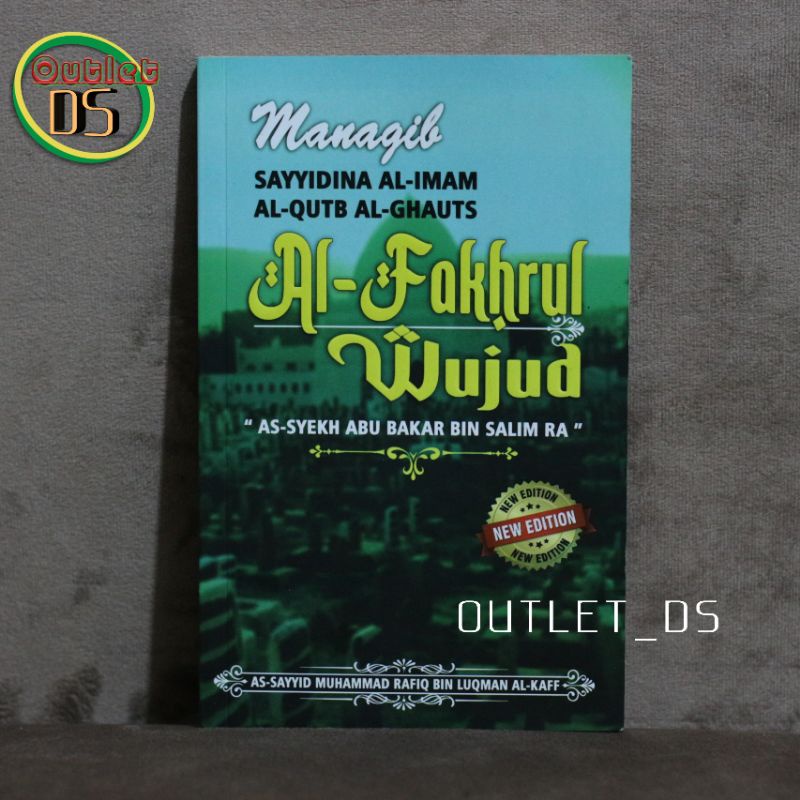 Outlet
DS
Managib
SAYYIDINA AL-IMAM
AL-QUTB AL-GHAUTS
Al-Fakhrul
Wujud
“ AS-SYEKH ABU BAKAR BIN SALIM RA ”
NEW EDITION
NEW EDITION
NEW EDITION
OUTLET_DS
AS-SAYYID MUHAMMAD RAFIQ BIN LUQMAN AL-KAFF